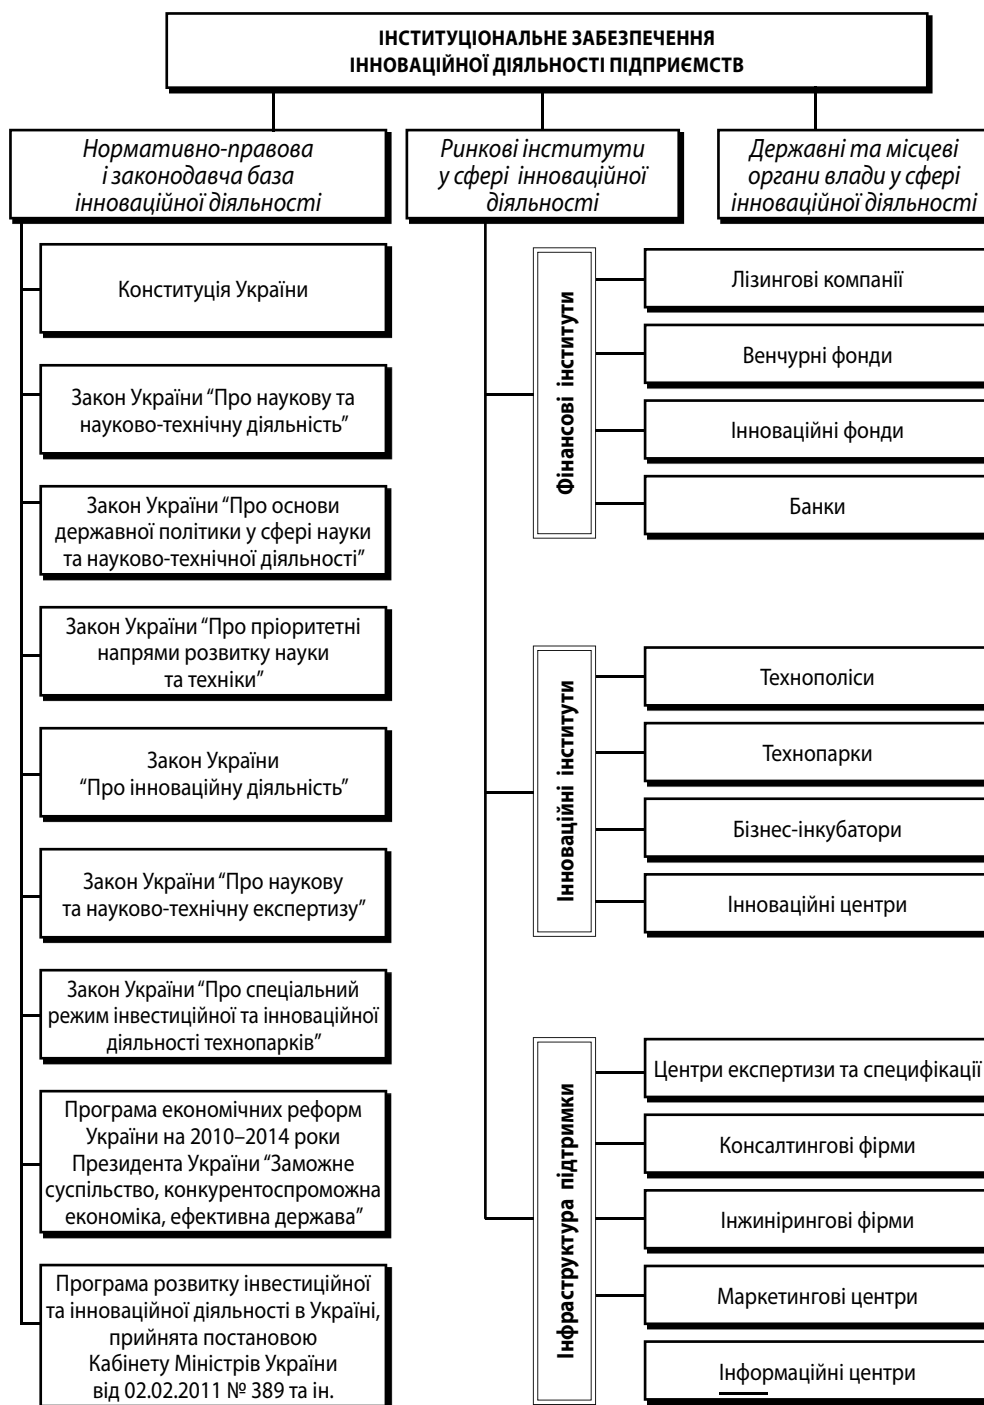 ІНСТИТУЦІОНАЛЬНЕ ЗАБЕЗПЕЧЕННЯ
ІННОВАЦІЙНОЇ ДІЯЛЬНОСТІ ПІДПРИЄМСТВ
Нормативно-правова
і законодавча база
інноваційної діяльності
Ринкові інститути
у сфері інноваційної
діяльності
Державні та місцеві
органи влади у сфері
інноваційної діяльності
Конституція України
Закон України “Про наукову та
науково-технічну діяльність”
Закон України “Про основи
державної політики у сфері науки
та науково-технічної діяльності”
Закон України “Про пріоритетні
напрями розвитку науки
та техніки”
Закон України
“Про інноваційну діяльність”
Закон України “Про наукову
та науково-технічну експертизу”
Закон України “Про спеціальний
режим інвестиційної та інноваційної
діяльності технопарків”
Програма економічних реформ
України на 2010–2014 роки
Президента України “Заможне
суспільство, конкурентоспроможна
економіка, ефективна держава”
Програма розвитку інвестиційної
та інноваційної діяльності в Україні,
прийнята постановою
Кабінету Міністрів України
від 02.02.2011 № 389 та ін.
Фінансові інститути
Лізингові компанії
Венчурні фонди
Інноваційні фонди
Банки
Інноваційні інститути
Технополіси
Технопарки
Бізнес-інкубатори
Інноваційні центри
Інфраструктура підтримки
Центри експертизи та специфікації
Консалтингові фірми
Інжинірингові фірми
Маркетингові центри
Інформаційні центри